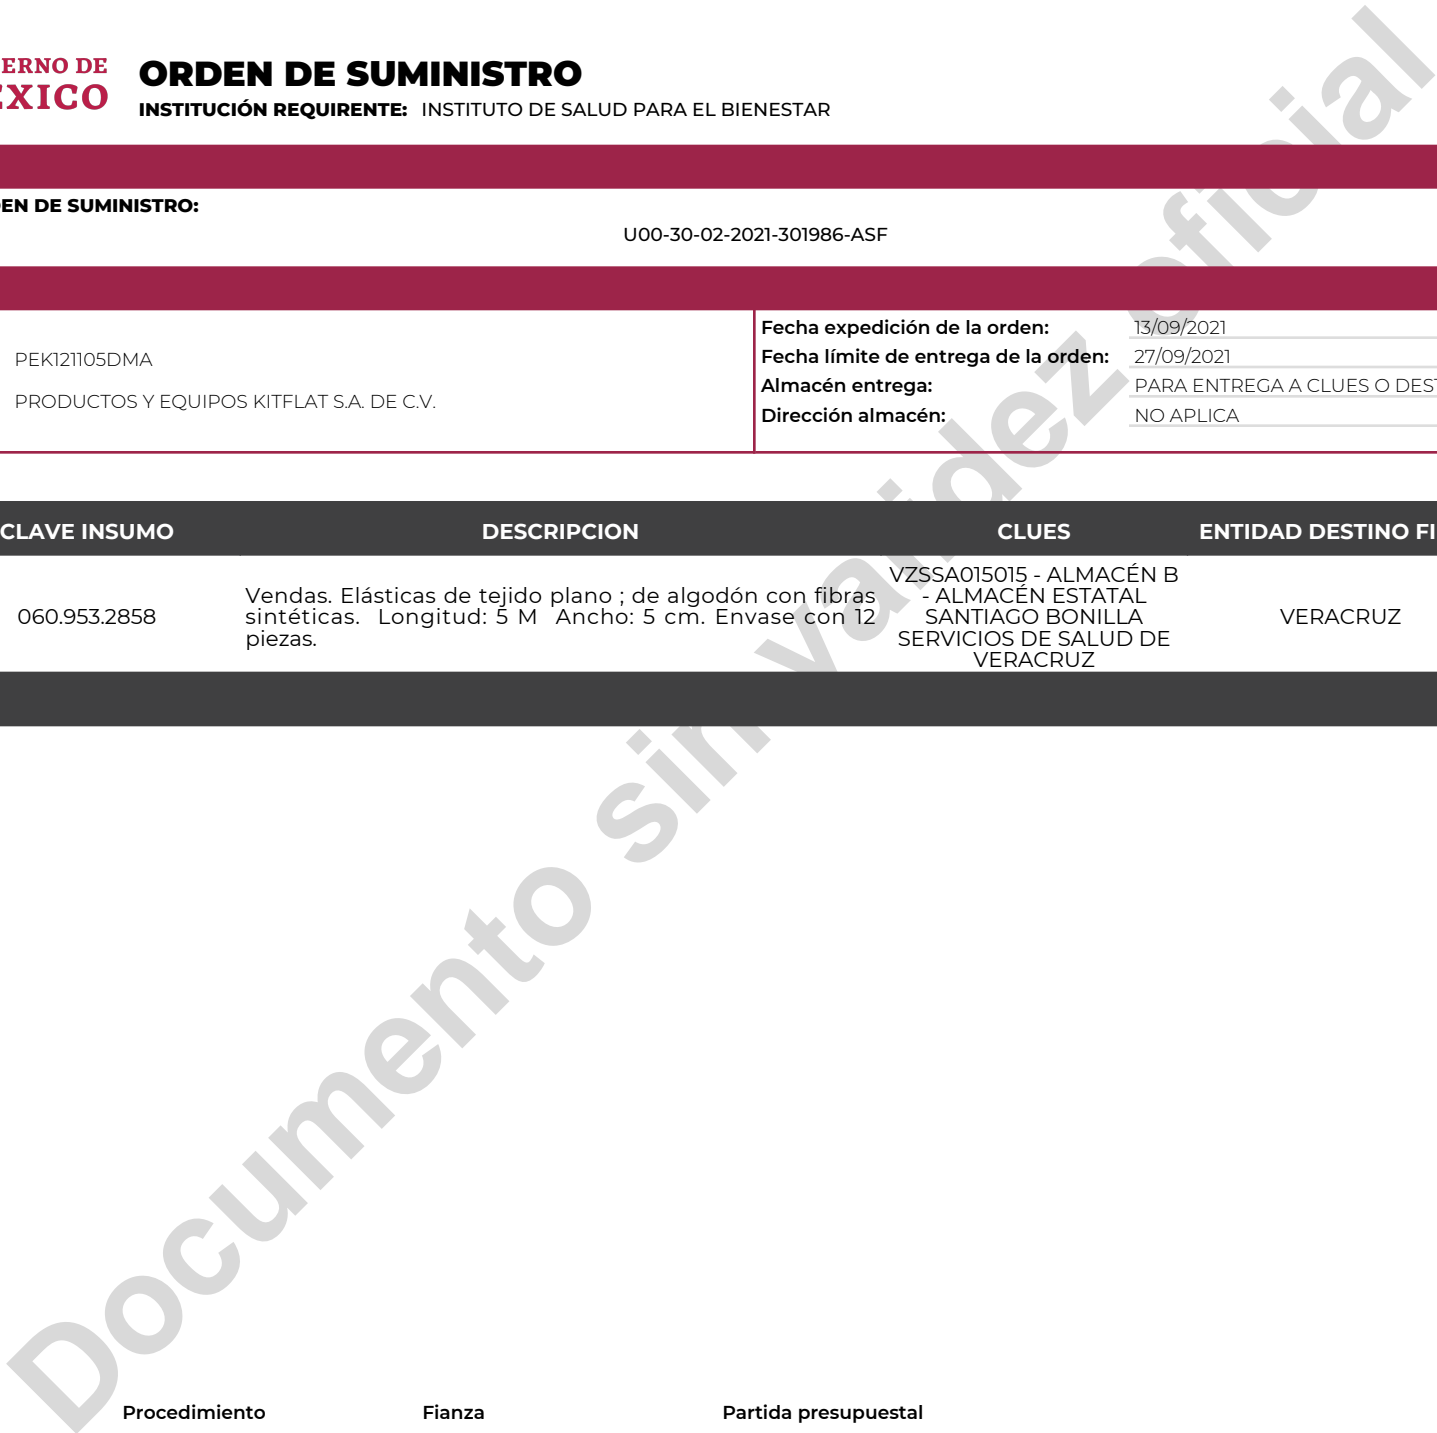 ERNO DE
EXICO
ORDEN DE SUMINISTRO
INSTITUCIÓN REQUIRENTE: INSTITUTO DE SALUD PARA EL BIENESTAR
EN DE SUMINISTRO:
U00-30-02-2021-301986-ASF
PEK121105DMA
PRODUCTOS Y EQUIPOS KITFLAT S.A. DE C.V.
Fecha expedición de la orden: 13/09/2021
Fecha límite de entrega de la orden: 27/09/2021
Almacén entrega: PARA ENTREGA A CLUES O DEST
Dirección almacén: NO APLICA
CLAVE INSUMO DESCRIPCION CLUES ENTIDAD DESTINO FI
060.953.2858
Vendas. Elásticas de tejido plano ; de algodón con fibras
sintéticas. Longitud: 5 M Ancho: 5 cm. Envase con 12
piezas.
VZSSA015015 - ALMACÉN B
- ALMACÉN ESTATAL
SANTIAGO BONILLA
SERVICIOS DE SALUD DE
VERACRUZ
VERACRUZ
Documento sin validez oficial
Procedimiento Fianza Partida presupuestal